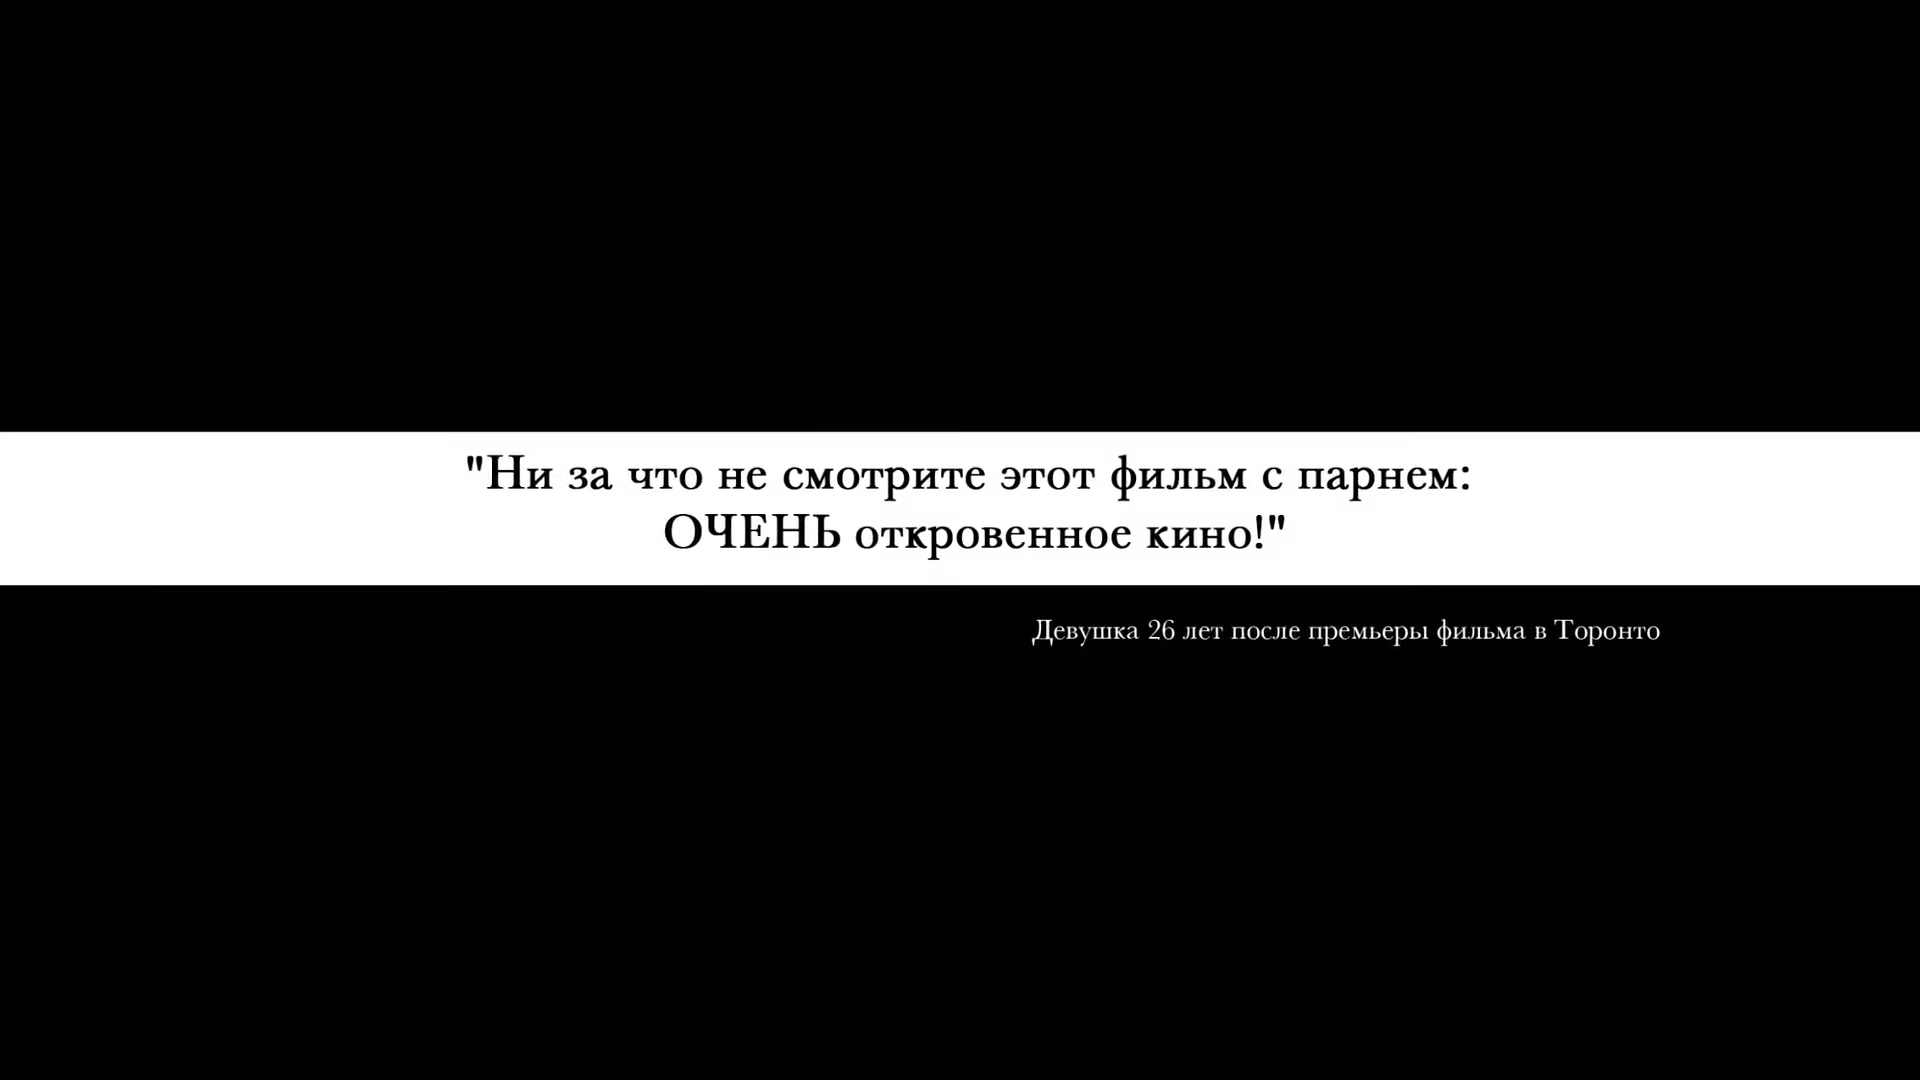 "Ни за что не смотрите этот фильм с парнем:
ОЧЕНЬ откровенное кино!"
Девушка 26 лет после премьеры фильма в Торонто